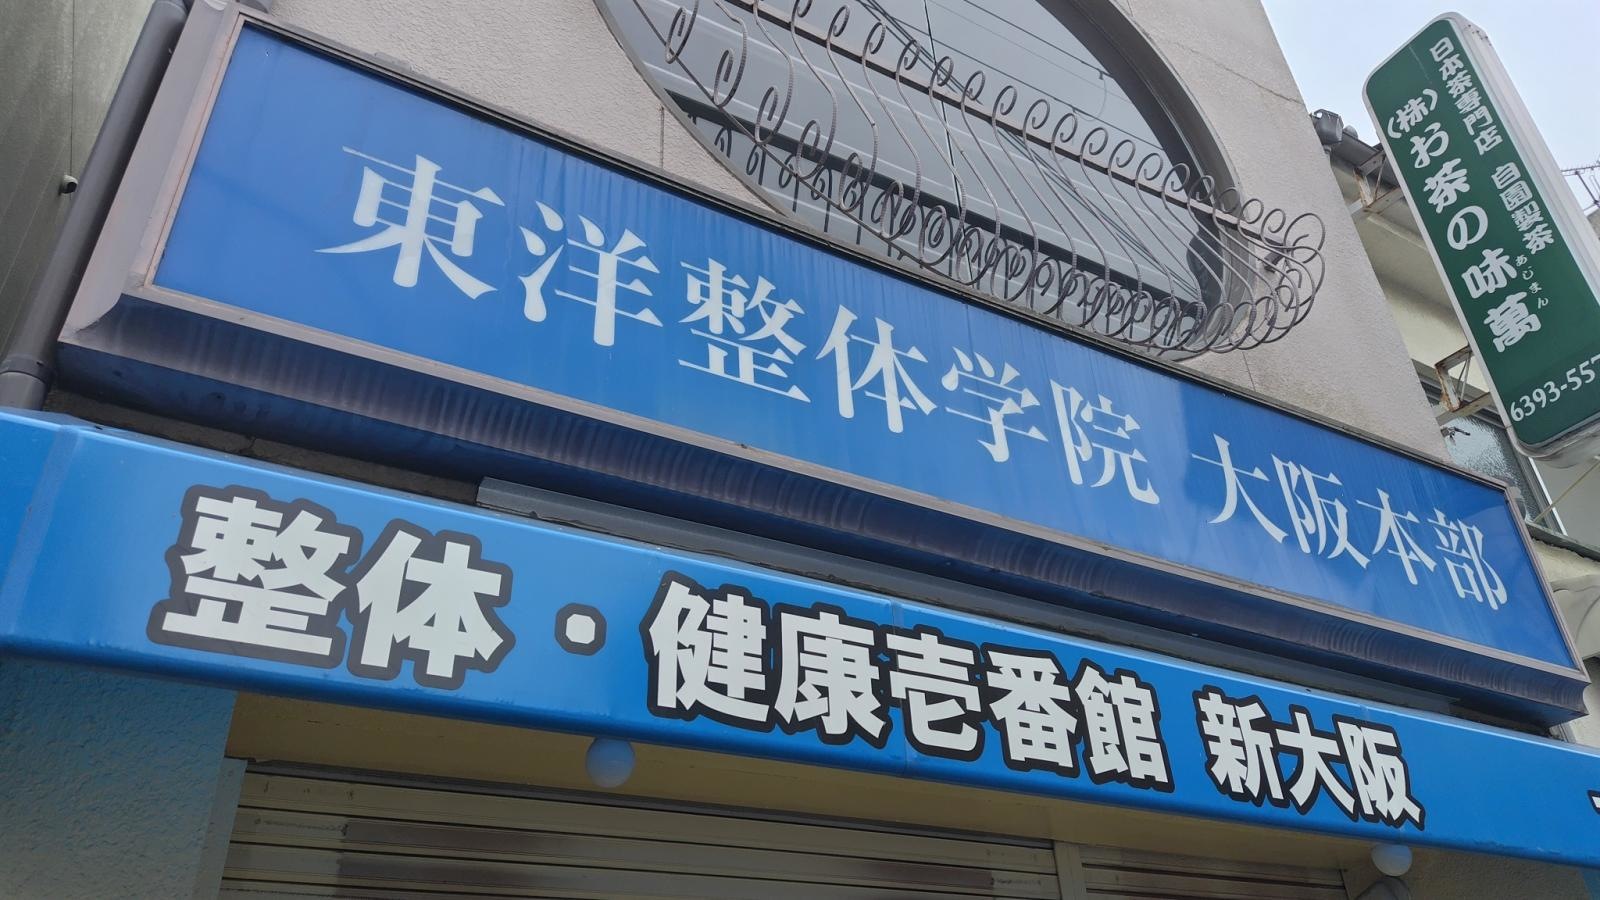 東洋整体学院 大阪本部
整体・健康壱番館 新大阪
日本茶専門店 自園製茶
(株)お茶の味萬
あじまん
6393-557